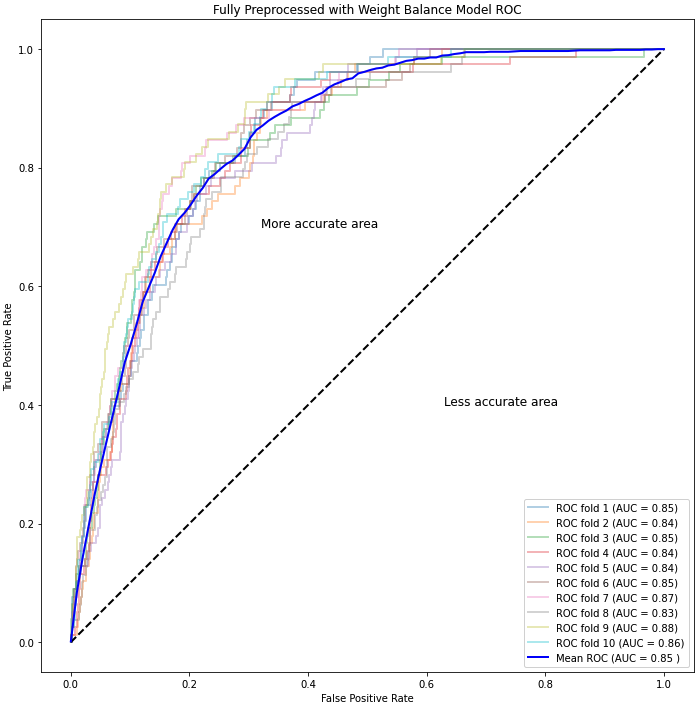 Fully Preprocessed with Weight Balance Model ROC
1.0
0.8
0.6
0.4
0.2
0.0
True Positive Rate
More accurate area
Less accurate area
ROC fold 1 (AUC = 0.85)
ROC fold 2 (AUC = 0.84)
ROC fold 3 (AUC = 0.85)
ROC fold 4 (AUC = 0.84)
ROC fold 5 (AUC = 0.84)
ROC fold 6 (AUC = 0.85)
ROC fold 7 (AUC = 0.87)
ROC fold 8 (AUC = 0.83)
ROC fold 9 (AUC = 0.88)
ROC fold 10 (AUC = 0.86)
Mean ROC (AUC = 0.85 )
0.0 0.2 0.4 0.6 0.8 1.0
False Positive Rate